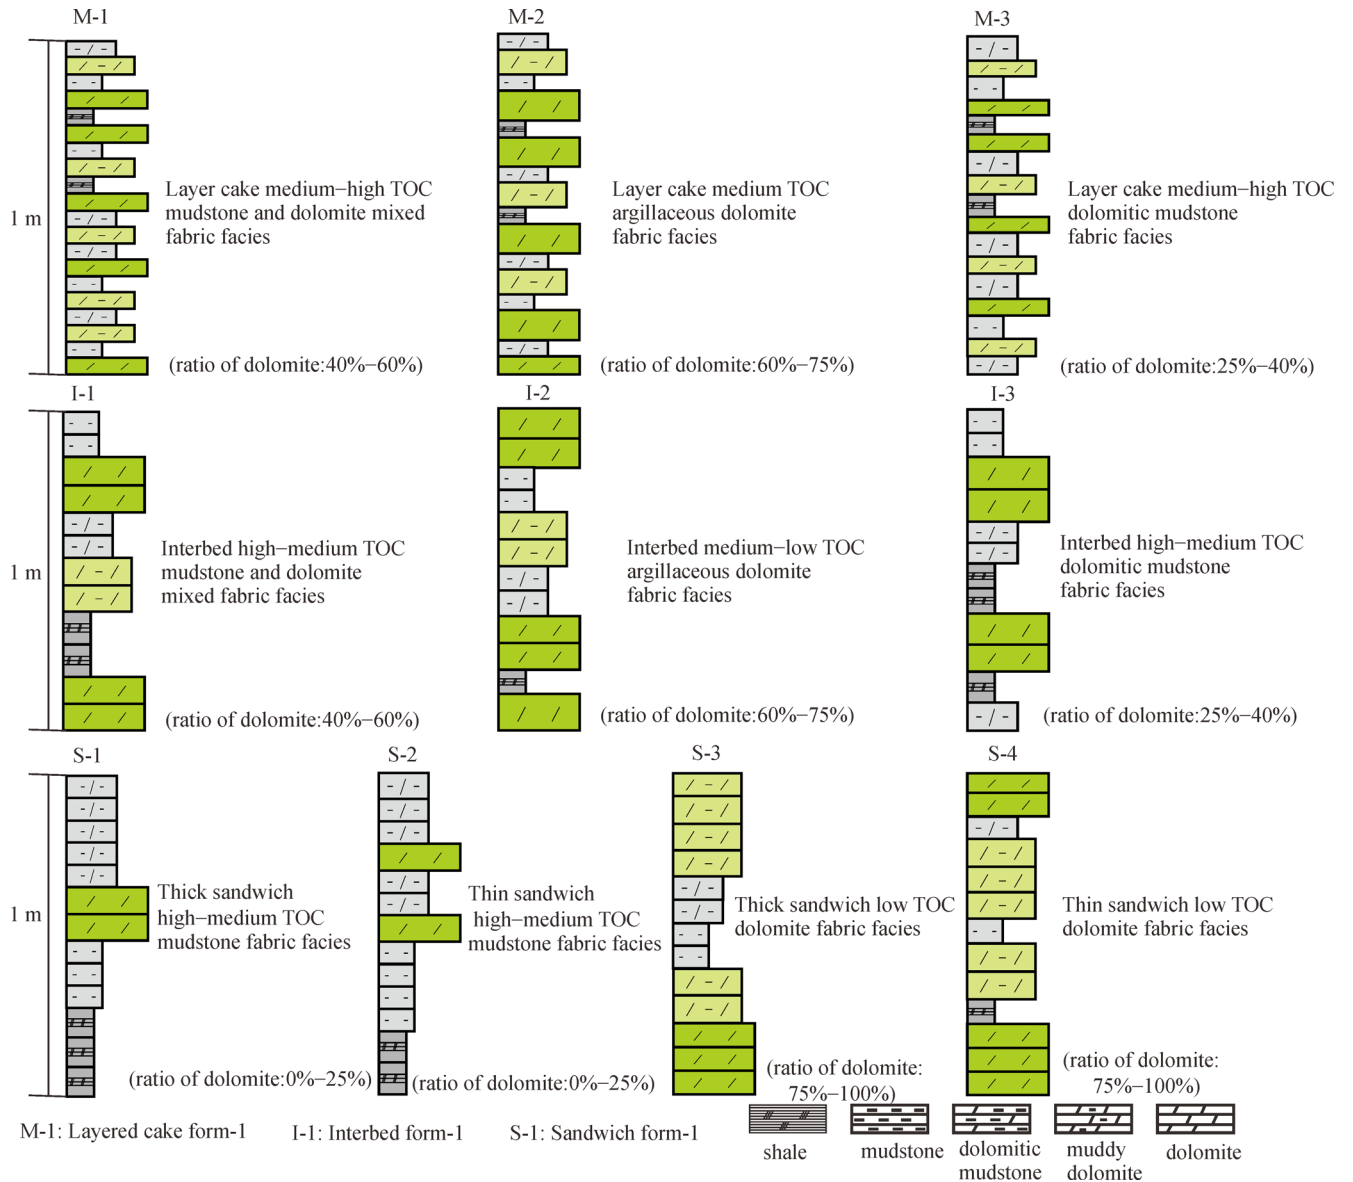 M-1
M-2
M-3
1 m
Layer cake medium−high TOC
mudstone and dolomite mixed
fabric facies
(ratio of dolomite:40%−60%)
Layer cake medium TOC
argillaceous dolomite
fabric facies
(ratio of dolomite:60%−75%)
Layer cake medium−high TOC
dolomitic mudstone
fabric facies
(ratio of dolomite:25%−40%)
I-1
I-2
I-3
1 m
Interbed high−medium TOC
mudstone and dolomite
mixed fabric facies
(ratio of dolomite:40%−60%)
Interbed medium−low TOC
argillaceous dolomite
fabric facies
(ratio of dolomite:60%−75%)
Interbed high−medium TOC
dolomitic mudstone
fabric facies
(ratio of dolomite:25%−40%)
S-1
S-2
S-3
S-4
1 m
Thick sandwich
high−medium TOC
mudstone fabric facies
(ratio of dolomite:0%−25%)
Thin sandwich
high−medium TOC
mudstone fabric facies
(ratio of dolomite:0%−25%)
Thick sandwich low TOC
dolomite fabric facies
(ratio of dolomite:
75%−100%)
Thin sandwich low TOC
dolomite fabric facies
(ratio of dolomite:
75%−100%)
M-1: Layered cake form-1
I-1: Interbed form-1
S-1: Sandwich form-1
shale
mudstone
dolomitic
mudstone
muddy
dolomite
dolomite